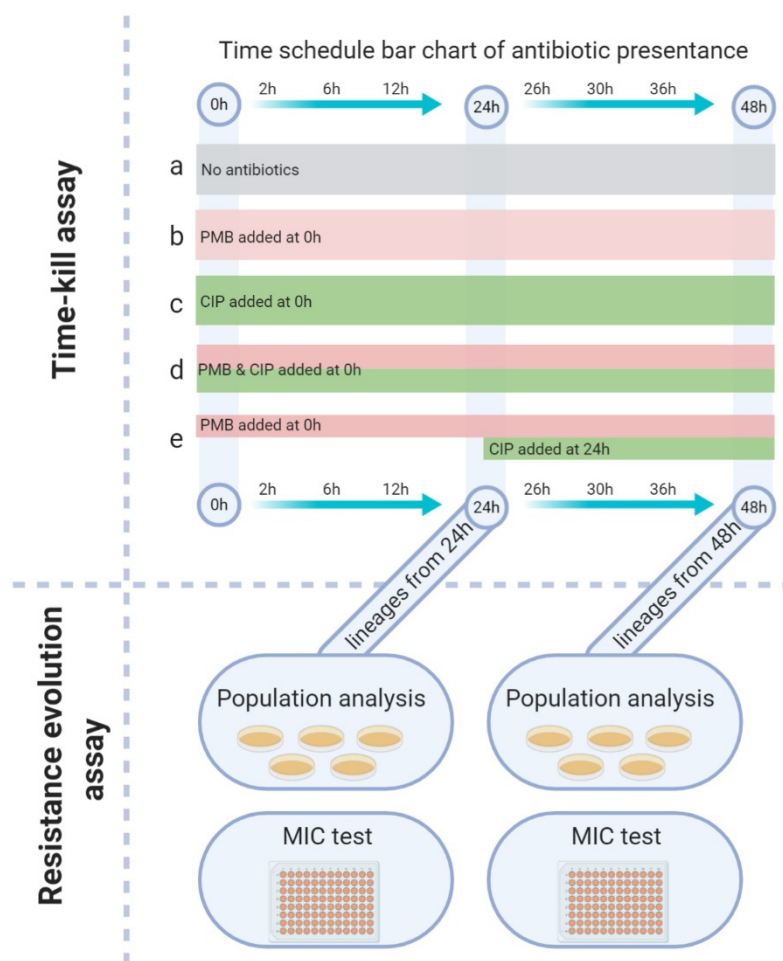 Time schedule bar chart of antibiotic presentance
0h
2h
6h
12h
24h
26h
30h
36h
48h
Time-kill assay
a
No antibiotics
b
PMB added at 0h
c
CIP added at 0h
d
PMB & CIP added at 0h
e
PMB added at 0h
CIP added at 24h
0h
2h
6h
12h
24h
26h
30h
36h
48h
lineages from 24h
lineages from 48h
Resistance evolution
assay
Population analysis
Population analysis
MIC test
MIC test